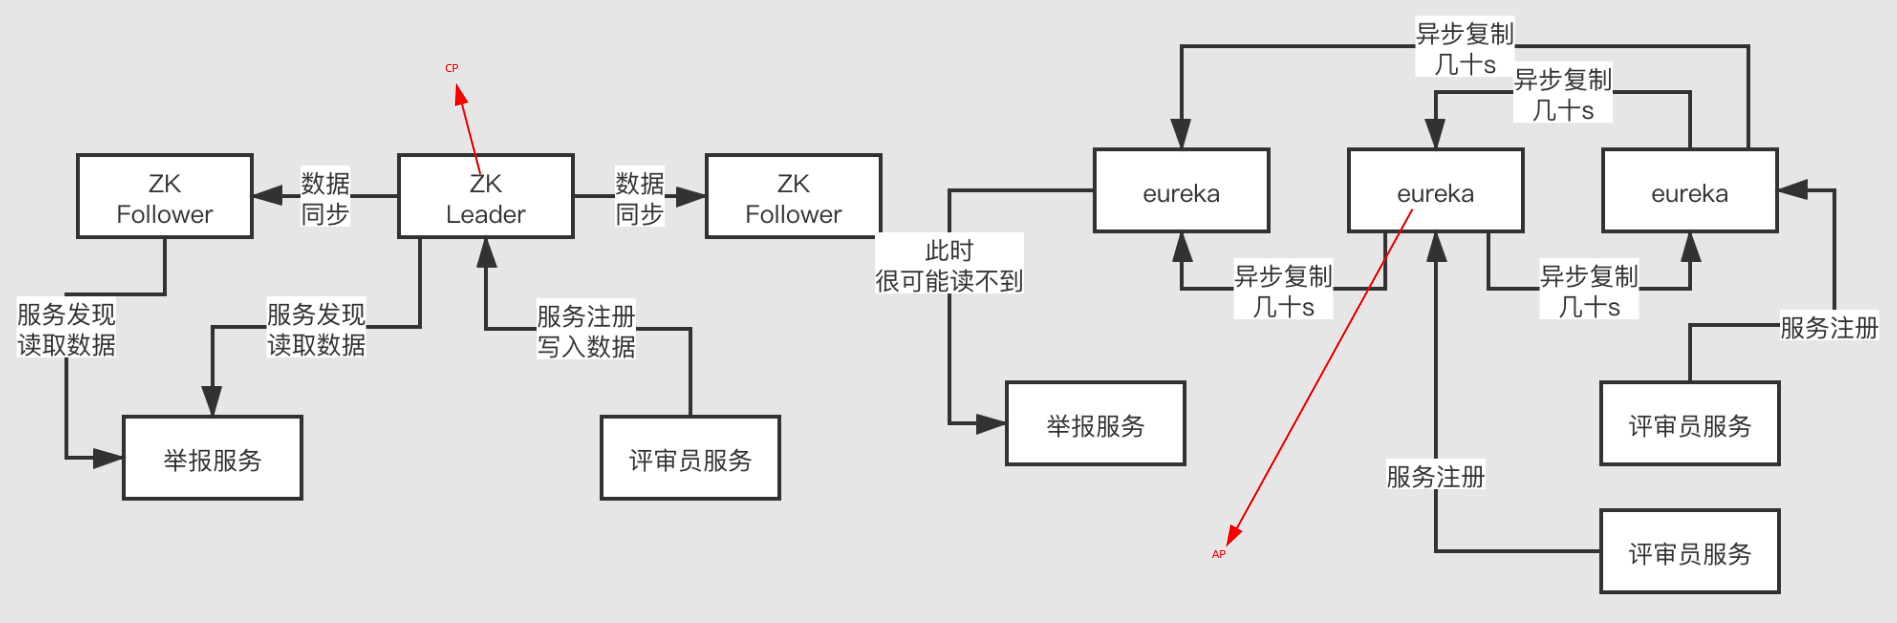 CP
ZK
Follower
数据
同步
ZK
Leader
数据
同步
ZK
Follower
服务发现
读取数据
服务发现
读取数据
服务注册
写入数据
举报服务
评审员服务
异步复制
几十s
异步复制
几十s
eureka
eureka
eureka
此时
很可能读不到
异步复制
几十s
异步复制
几十s
服务注册
举报服务
评审员服务
服务注册
AP
评审员服务